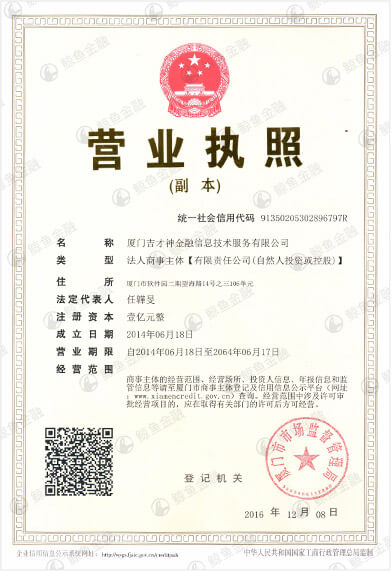 营业执照
(副 本)
统一社会信用代码 91350205302896797R
名 称 厦门吉才神金融信息技术服务有限公司
类 型 法人商事主体【有限责任公司(自然人投资或控股)】
住 所 厦门市软件园二期望海路14号之三106单元
法定代表人 任骅旻
注册资本 壹亿元整
成立日期 2014年06月18日
营业期限 自2014年06月18日至2064年06月17日
经营范围
商事主体的经营范围、经营场所、投资人信息、年报信息和监
管信息等请至厦门市商事主体登记及信用信息公示平台(网址:
www.xiamencredit.gov.cn)查询。经营范围中涉及许可审
批经营项目的,应在取得有关部门的许可后方可经营。
厦门市市场监督管理局
登记机关
2016 年 12 月 08 日
企业信用信息公示系统网址:
中华人民共和国国家工商行政管理总局监制
鲸鱼金融